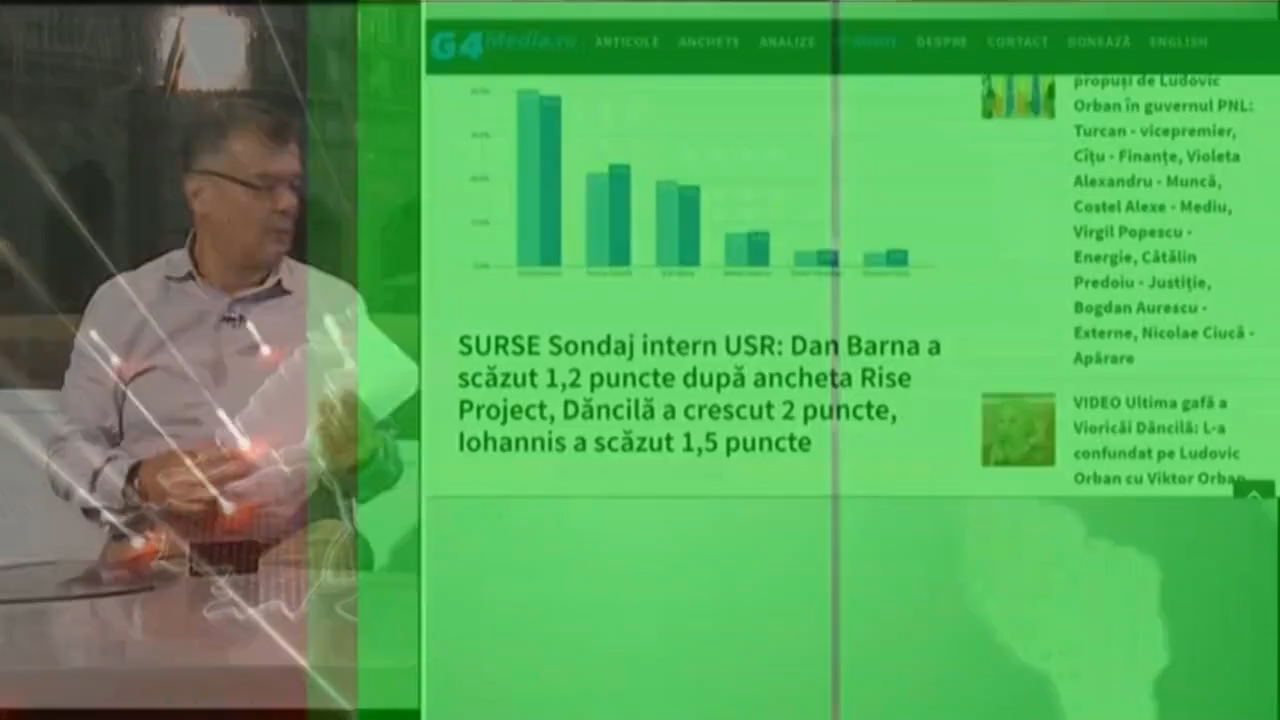 G4Media.ro
ARTICOLE ANCHETE ANALIZE OPINII DESPRE CONTACT DONEAZĂ ENGLISH
SURSE Sondaj intern USR: Dan Barna a
scăzut 1,2 puncte după ancheta Rise
Project, Dăncilă a crescut 2 puncte,
Iohannis a scăzut 1,5 puncte
propuși de Ludovic
Orban în guvernul PNL:
Turcan - vicepremier,
Cîțu - Finanțe, Violeta
Alexandru - Muncă,
Costel Alexe - Mediu,
Virgil Popescu -
Energie, Cătălin
Predoiu - Justiție,
Bogdan Aurescu -
Externe, Nicolae Ciucă -
Apărare
VIDEO Ultima gafă a
Vioricăi Dăncilă: L-a
confundat pe Ludovic
Orban cu Viktor Orban